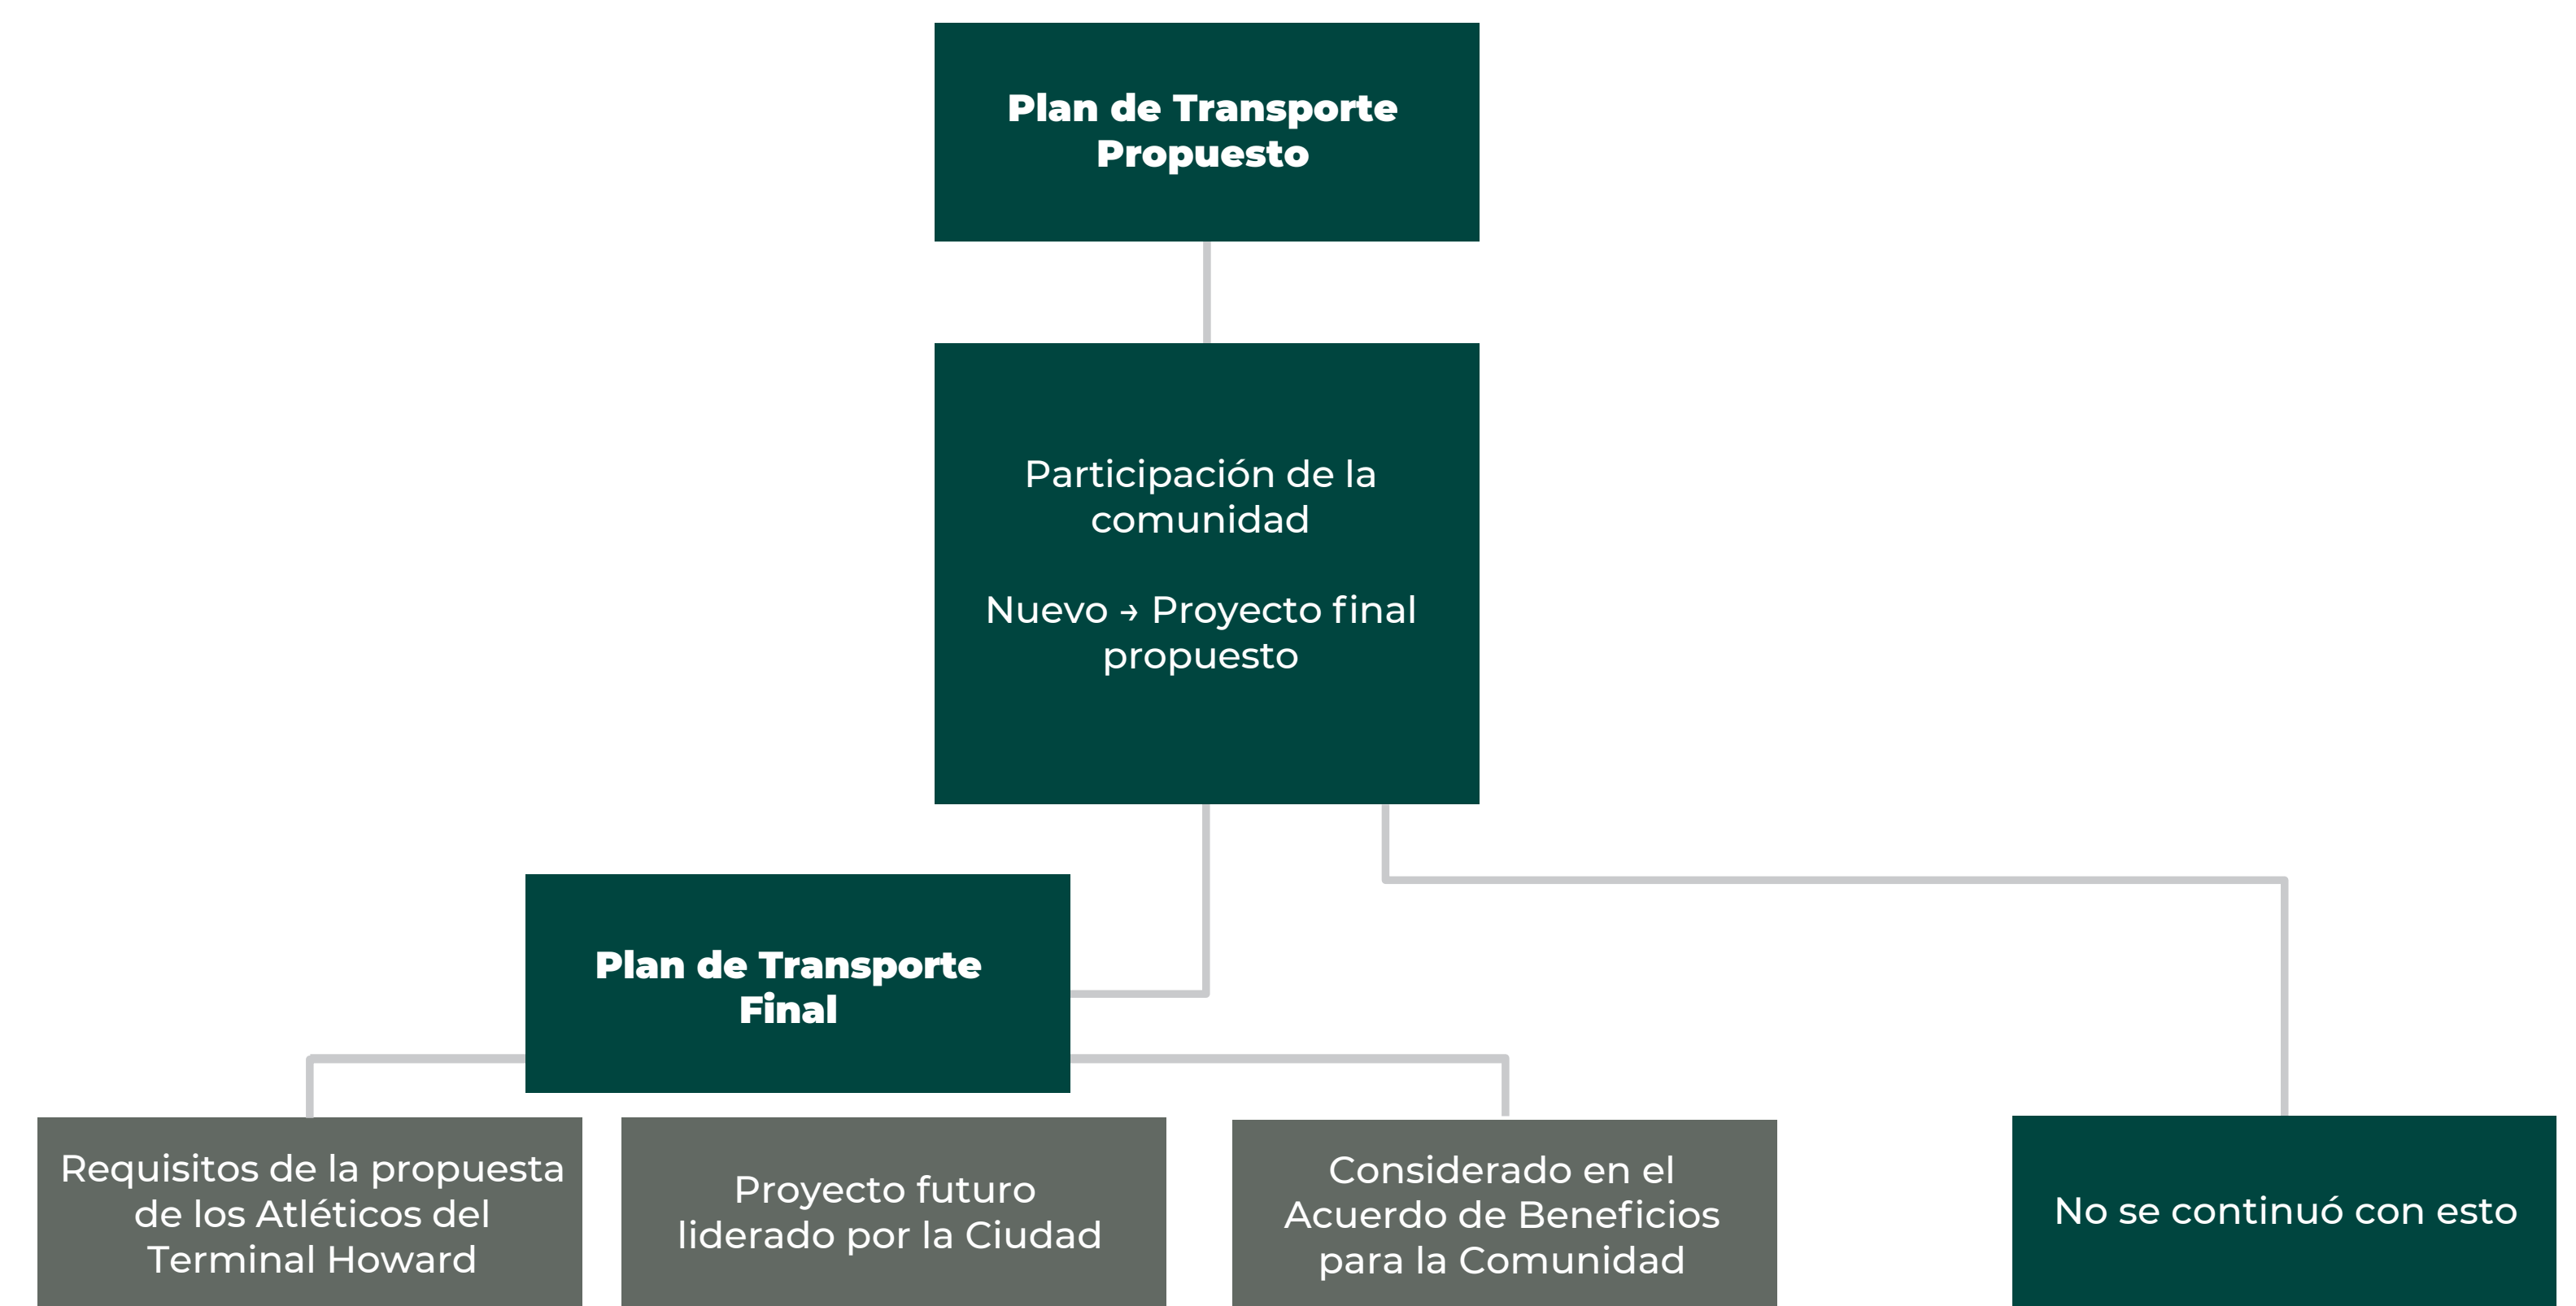 Plan de Transporte
Propuesto
Participación de la
comunidad
Nuevo → Proyecto final
propuesto
Plan de Transporte
Final
Requisitos de la propuesta
de los Atléticos del
Terminal Howard
Proyecto futuro
liderado por la Ciudad
Considerado en el
Acuerdo de Beneficios
para la Comunidad
No se continuó con esto